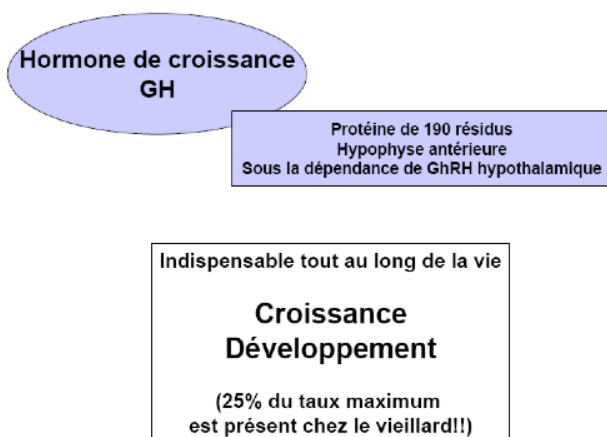 Hormone de croissance
GH
Protéine de 190 résidus
Hypophyse antérieure
Sous la dépendance de GhRH hypothalamique
Indispensable tout au long de la vie
Croissance
Développement
(25% du taux maximum
est présent chez le vieillard!!)